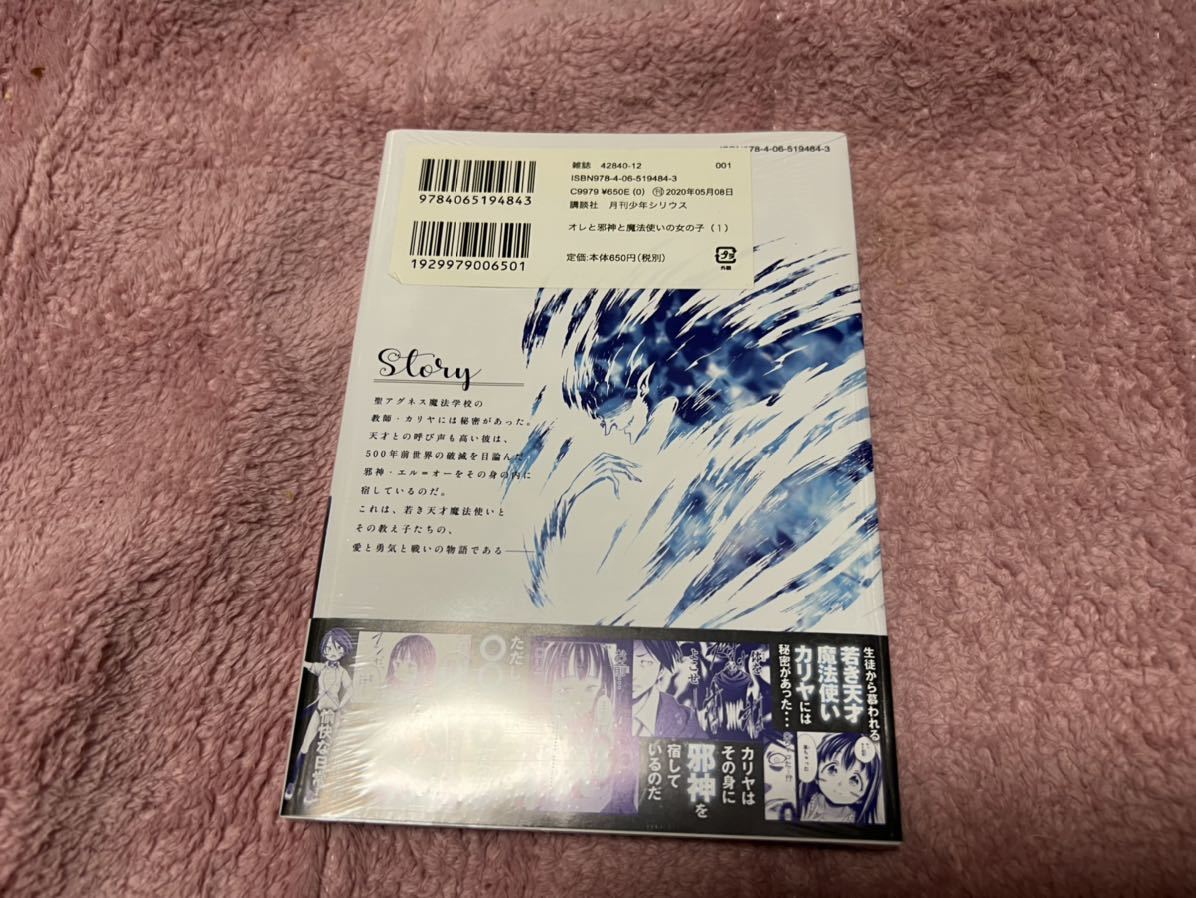 ISBN978-4-06-519484-3
9784065194843
1929979006501
雑誌 42840-12 001
ISBN978-4-06-519484-3
C9979 ¥650E (0) 刊 2020年05月08日
講談社 月刊少年シリウス
オレと邪神と魔法使いの女の子（1）
定価:本体650円(税別)
外装
Story
聖アグネス魔法学校の
教師・カリヤには秘密があった。
天才との呼び声も高い彼は、
500年前世界の破滅を目論んだ
邪神・エル＝オーをその身の内に
宿しているのだ。
これは、若き天才魔法使いと
その教え子たちの、
愛と勇気と戦いの物語である――
生徒から慕われる
若き天才
魔法使い
カリヤには
秘密があった…
カリヤは
その身に
邪神を
宿して
いるのだ
ただし
愉快な日常